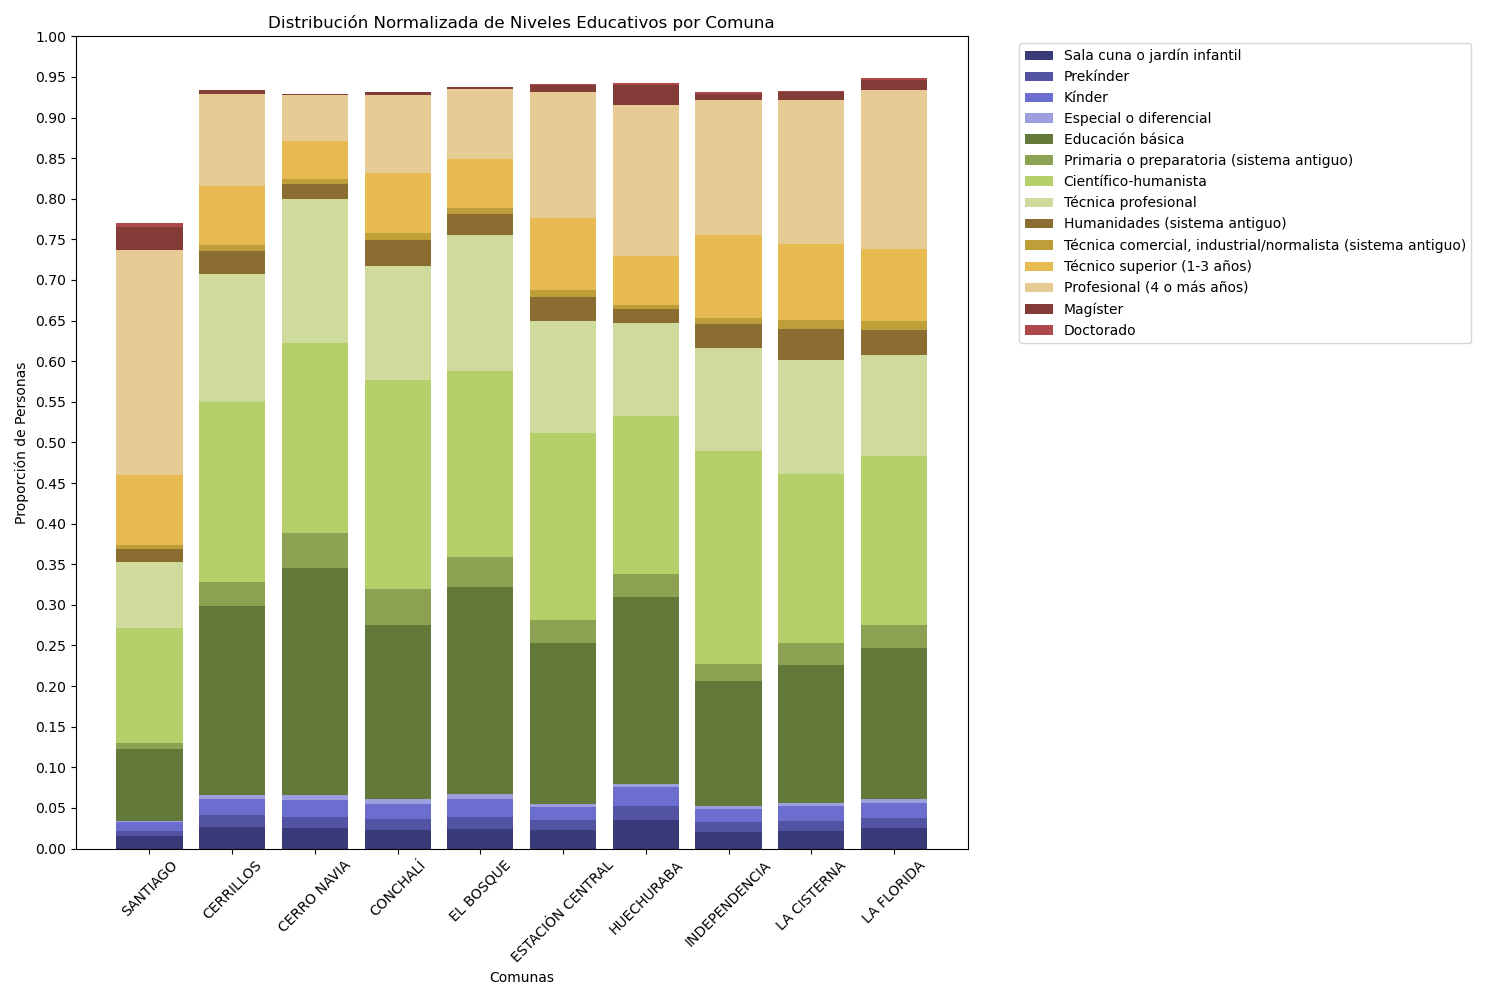 Distribución Normalizada de Niveles Educativos por Comuna
Proporción de Personas
1.00
0.95
0.90
0.85
0.80
0.75
0.70
0.65
0.60
0.55
0.50
0.45
0.40
0.35
0.30
0.25
0.20
0.15
0.10
0.05
0.00
SANTIAGO
CERRILLOS
CERRO NAVIA
CONCHALÍ
EL BOSQUE
ESTACIÓN CENTRAL
HUECHURABA
INDEPENDENCIA
LA CISTERNA
LA FLORIDA
Comunas
Sala cuna o jardín infantil
Prekínder
Kínder
Especial o diferencial
Educación básica
Primaria o preparatoria (sistema antiguo)
Científico-humanista
Técnica profesional
Humanidades (sistema antiguo)
Técnica comercial, industrial/normalista (sistema antiguo)
Técnico superior (1-3 años)
Profesional (4 o más años)
Magíster
Doctorado